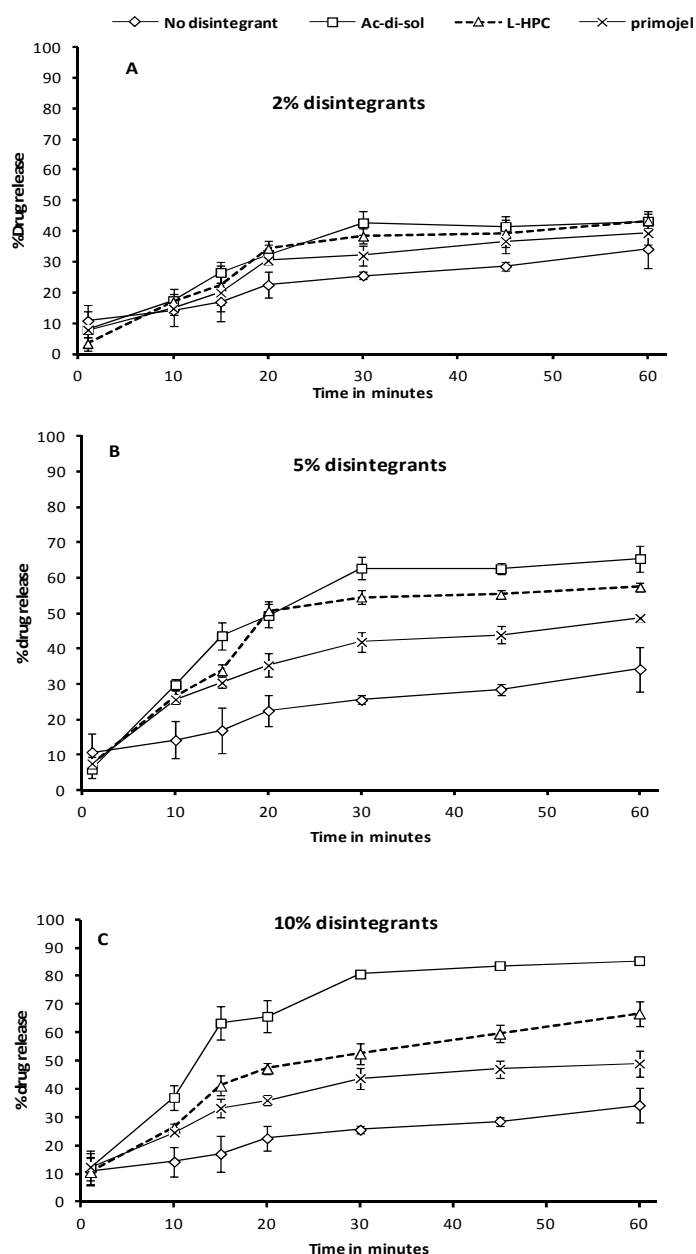 No disintegrant Ac-di-sol L-HPC primojel
A
2% disintegrants
%Drug release
100
90
80
70
60
50
40
30
20
10
0
0 10 20 30 40 50 60
Time in minutes
B
5% disintegrants
%drug release
100
90
80
70
60
50
40
30
20
10
0
0 10 20 30 40 50 60
Time in minutes
C
10% disintegrants
%drug release
100
90
80
70
60
50
40
30
20
10
0
0 10 20 30 40 50 60
Time in minutes